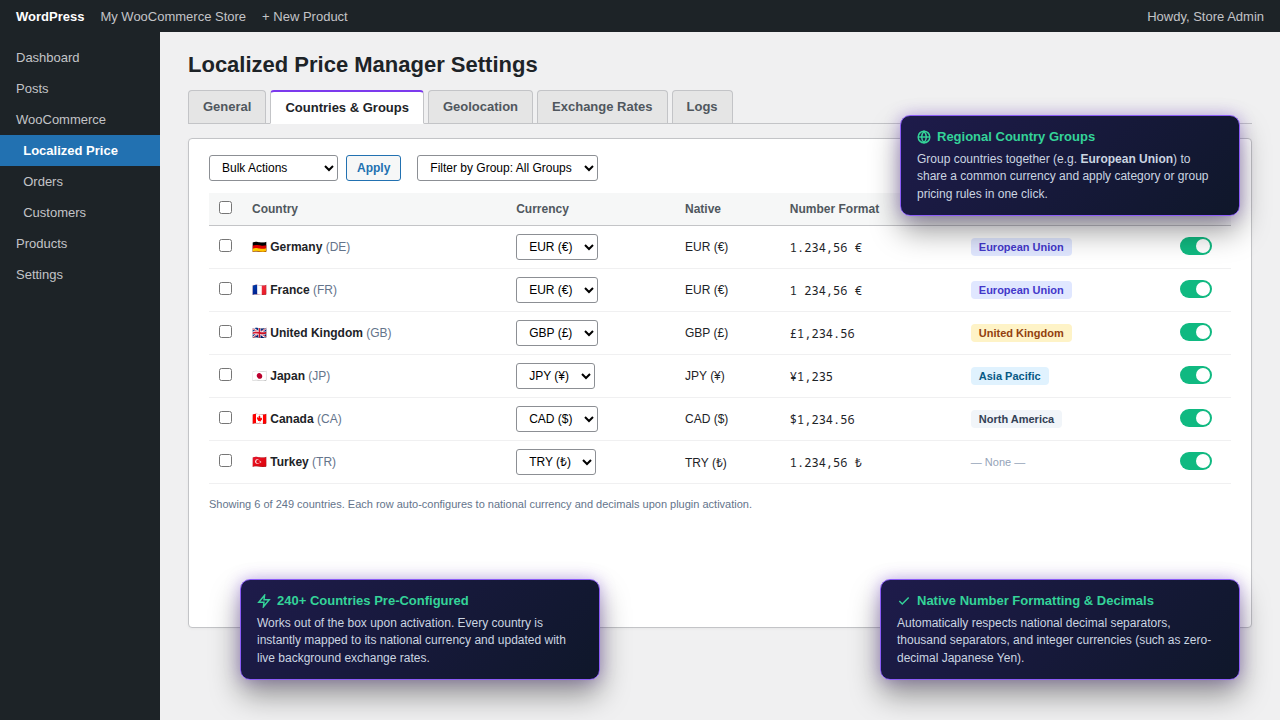 WordPress My WooCommerce Store + New Product Howdy, Store Admin
Dashboard
Posts
WooCommerce
Localized Price
Orders
Customers
Products
Settings
Localized Price Manager Settings
General Countries & Groups Geolocation Exchange Rates Logs
Bulk Actions Apply Filter by Group: All Groups
Country Currency Native Number Format
🇩🇪 Germany (DE) EUR (€) EUR (€) 1.234,56 € European Union
🇫🇷 France (FR) EUR (€) EUR (€) 1 234,56 € European Union
🇬🇧 United Kingdom (GB) GBP (£) GBP (£) £1,234.56 United Kingdom
🇯🇵 Japan (JP) JPY (¥) JPY (¥) ¥1,235 Asia Pacific
🇨🇦 Canada (CA) CAD ($) CAD ($) $1,234.56 North America
🇹🇷 Turkey (TR) TRY (₺) TRY (₺) 1.234,56 ₺ — None —
Showing 6 of 249 countries. Each row auto-configures to national currency and decimals upon plugin activation.
Regional Country Groups
Group countries together (e.g. European Union) to
share a common currency and apply category or group
pricing rules in one click.
240+ Countries Pre-Configured
Works out of the box upon activation. Every country is
instantly mapped to its national currency and updated with
live background exchange rates.
Native Number Formatting & Decimals
Automatically respects national decimal separators,
thousand separators, and integer currencies (such as zero-
decimal Japanese Yen).